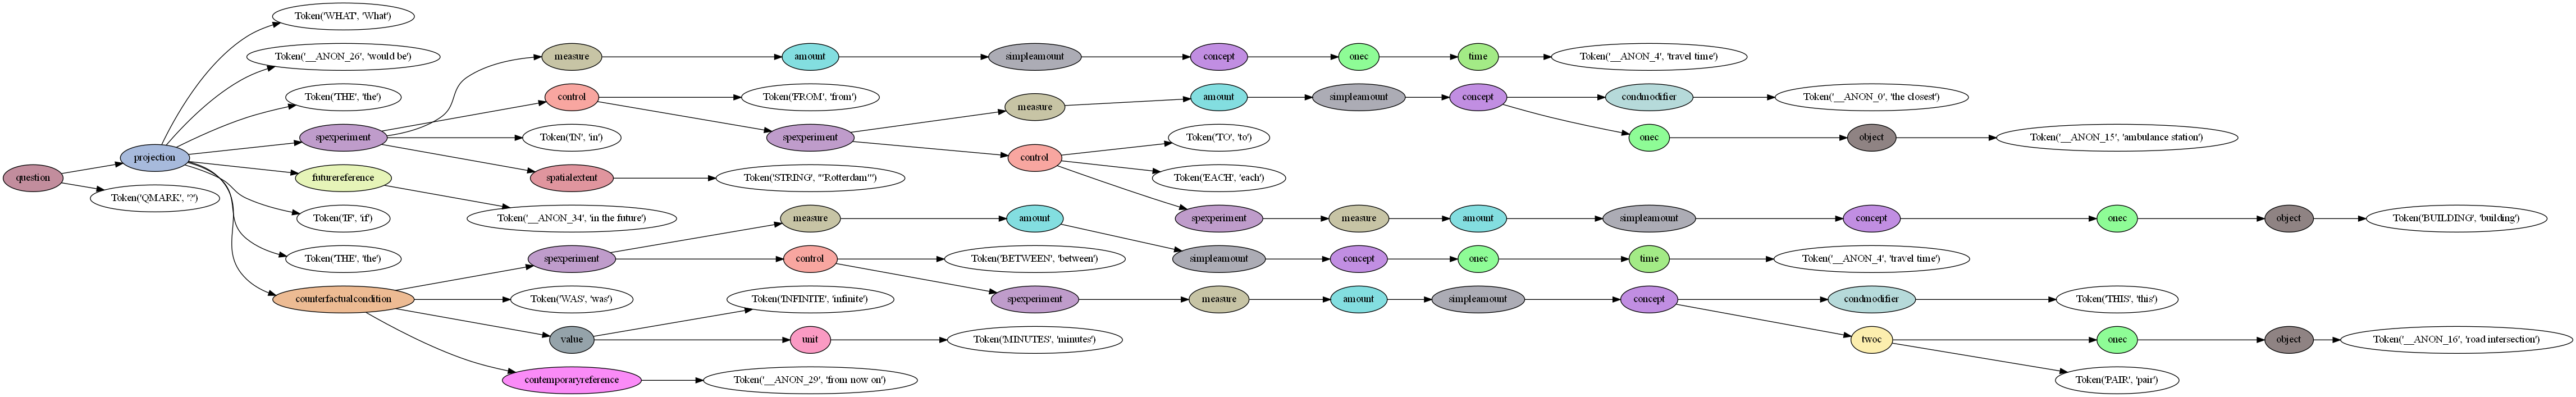 Token('WHAT', 'What')
Token('__ANON_26', 'would be')
measure amount simpleamount concept onec time Token('__ANON_4', 'travel time')
Token('THE', 'the') control Token('FROM', 'from') measure amount simpleamount concept condmodifier Token('__ANON_0', 'the closest')
spexperiment Token('IN', 'in') spexperiment Token('TO', 'to') onec object Token('__ANON_15', 'ambulance station')
projection control
question futurereference spatialextent Token('STRING', "'Rotterdam'") Token('EACH', 'each')
Token('QMARK', '?')
Token('IF', 'if') Token('__ANON_34', 'in the future') measure amount spexperiment measure amount simpleamount concept onec object Token('BUILDING', 'building')
Token('THE', 'the') spexperiment control Token('BETWEEN', 'between') simpleamount concept onec time Token('__ANON_4', 'travel time')
counterfactualcondition Token('WAS', 'was') Token('INFINITE', 'infinite') spexperiment measure amount simpleamount concept condmodifier Token('THIS', 'this')
value unit Token('MINUTES', 'minutes') twoc onec object Token('__ANON_16', 'road intersection')
contemporaryreference Token('__ANON_29', 'from now on') Token('PAIR', 'pair')